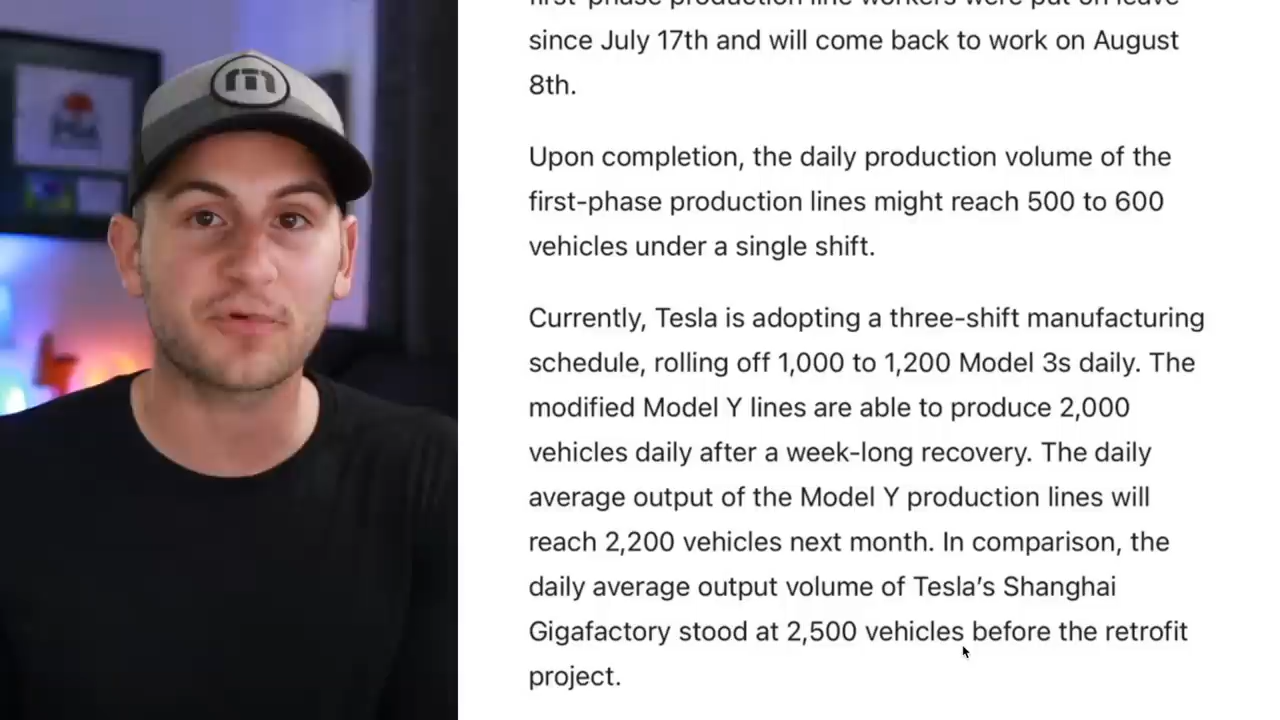 first-phase production line workers were put on leave
since July 17th and will come back to work on August
8th.
Upon completion, the daily production volume of the
first-phase production lines might reach 500 to 600
vehicles under a single shift.
Currently, Tesla is adopting a three-shift manufacturing
schedule, rolling off 1,000 to 1,200 Model 3s daily. The
modified Model Y lines are able to produce 2,000
vehicles daily after a week-long recovery. The daily
average output of the Model Y production lines will
reach 2,200 vehicles next month. In comparison, the
daily average output volume of Tesla’s Shanghai
Gigafactory stood at 2,500 vehicles before the retrofit
project.